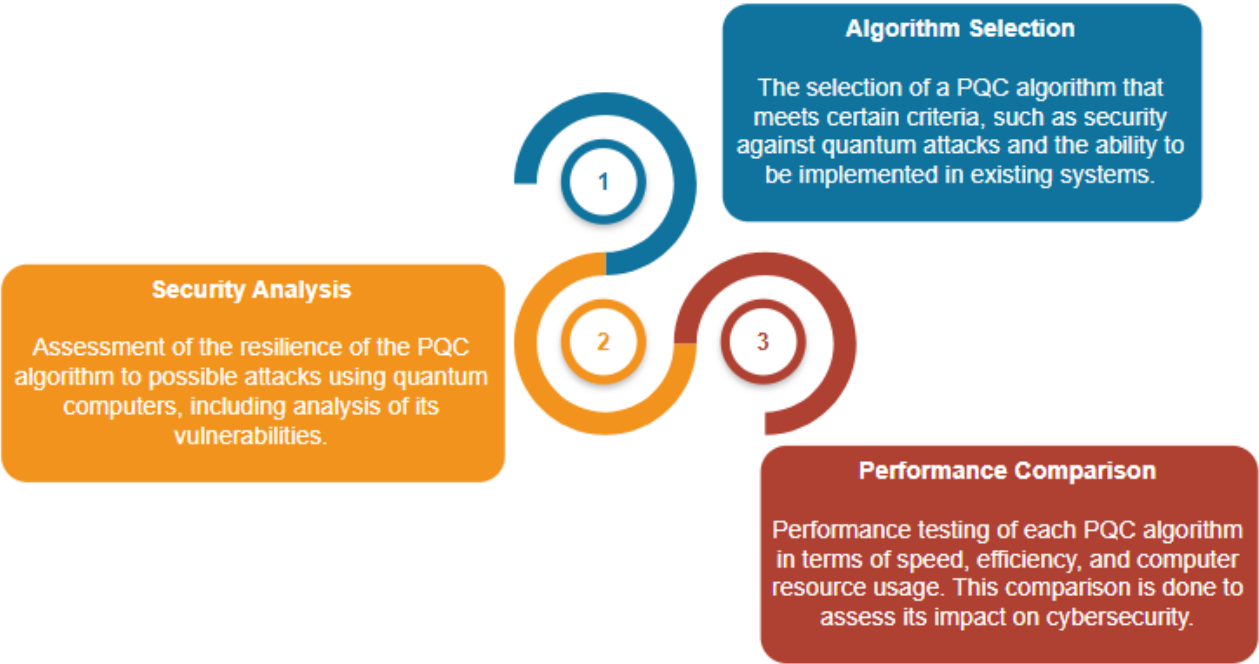 Algorithm Selection
The selection of a PQC algorithm that
meets certain criteria, such as security
against quantum attacks and the ability to
be implemented in existing systems.
1
Security Analysis
Assessment of the resilience of the PQC
algorithm to possible attacks using quantum
computers, including analysis of its
vulnerabilities.
2
3
Performance Comparison
Performance testing of each PQC algorithm
in terms of speed, efficiency, and computer
resource usage. This comparison is done to
assess its impact on cybersecurity.